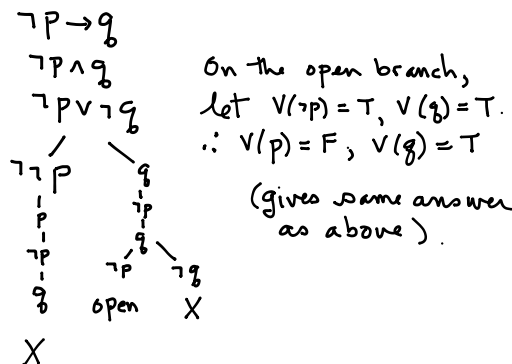 ¬p→q
¬p∧q
¬p∨¬q
¬¬p q
p ¬p
¬p q
q ¬p ¬q
open X
X
On the open branch,
let V(¬p) = T, V(q) = T.
∴ V(p) = F, V(q) = T
(gives same answer
as above).